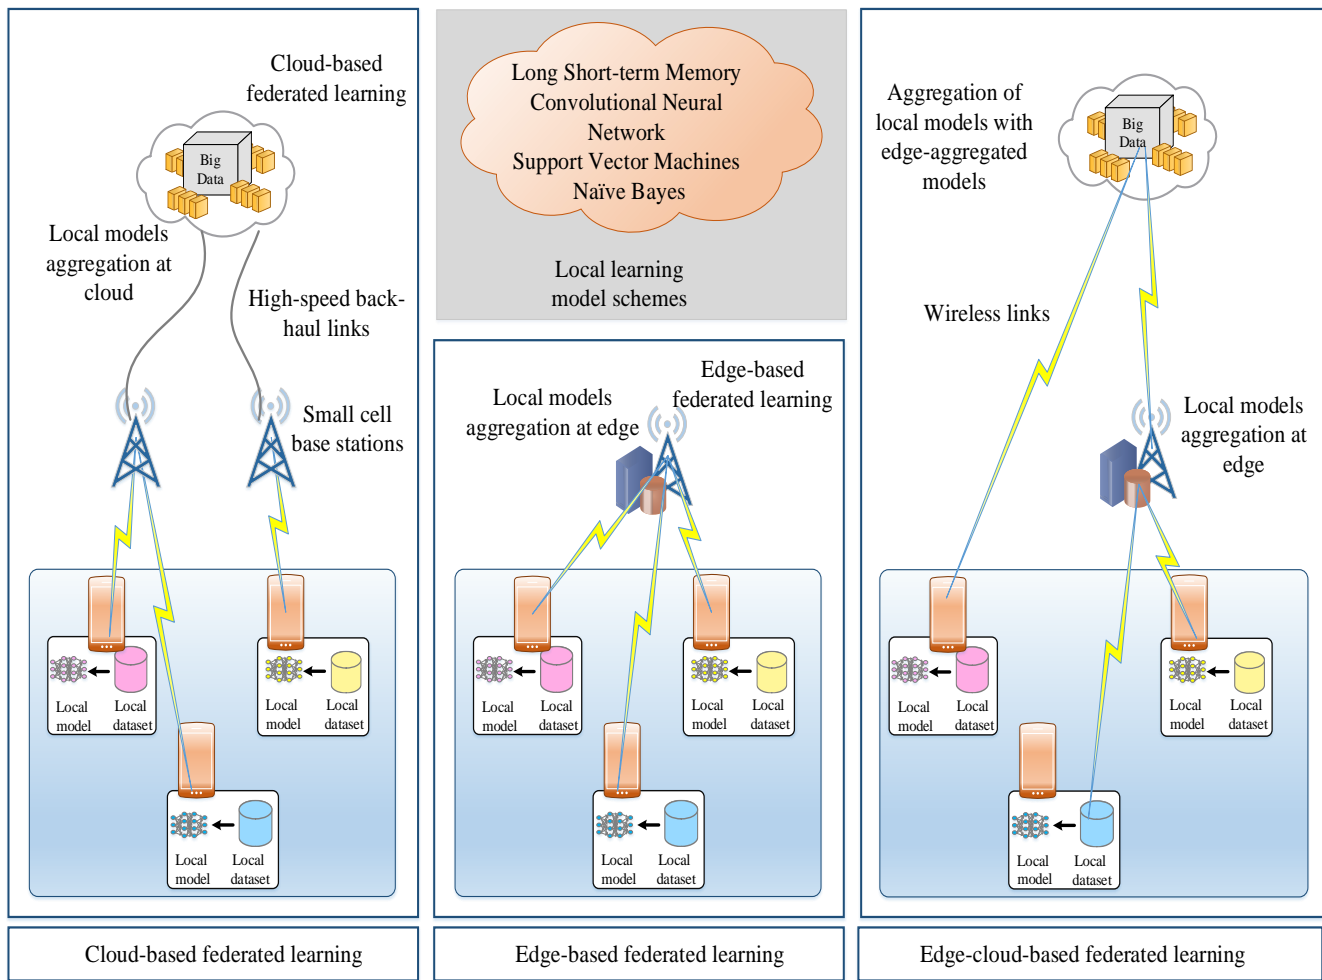 Cloud-based
federated learning
Big
Data
Local models
aggregation at
cloud
High-speed back-
haul links
Small cell
base stations
Local
model
Local
dataset
Local
model
Local
dataset
Local
model
Local
dataset
Cloud-based federated learning
Long Short-term Memory
Convolutional Neural
Network
Support Vector Machines
Naïve Bayes
Local learning
model schemes
Edge-based
federated learning
Local models
aggregation at edge
Local
model
Local
dataset
Local
model
Local
dataset
Local
model
Local
dataset
Edge-based federated learning
Aggregation of
local models with
edge-aggregated
models
Big
Data
Wireless links
Local models
aggregation at
edge
Local
model
Local
dataset
Local
model
Local
dataset
Local
model
Local
dataset
Edge-cloud-based federated learning